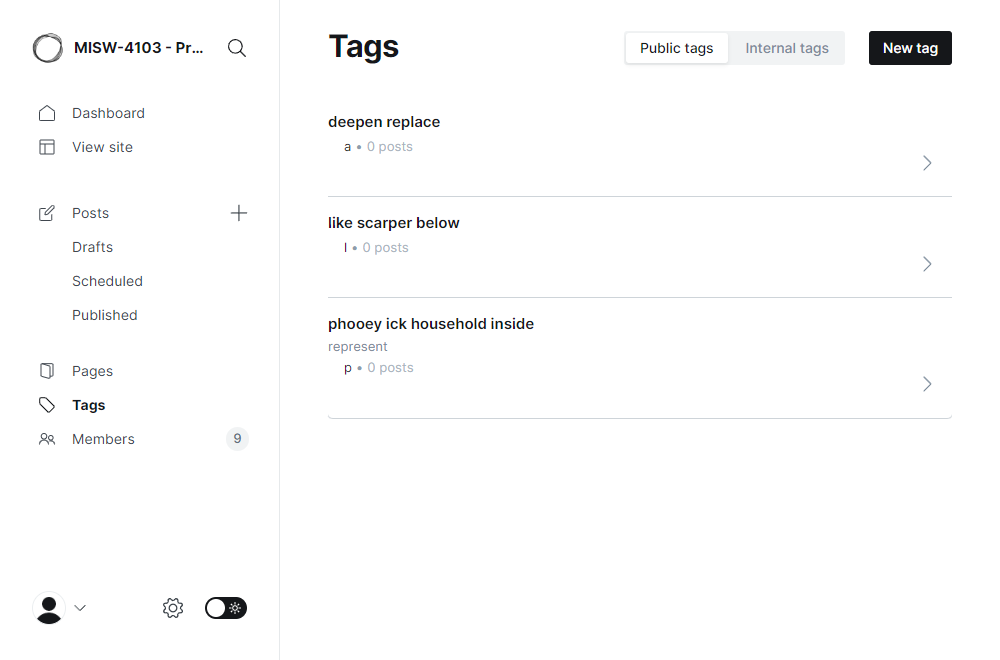 MISW-4103 - Pr...
Dashboard
View site
Posts
Drafts
Scheduled
Published
Pages
Tags
Members
9
Tags
Public tags
Internal tags
New tag
deepen replace
a • 0 posts
like scarper below
l • 0 posts
phooey ick household inside
represent
p • 0 posts